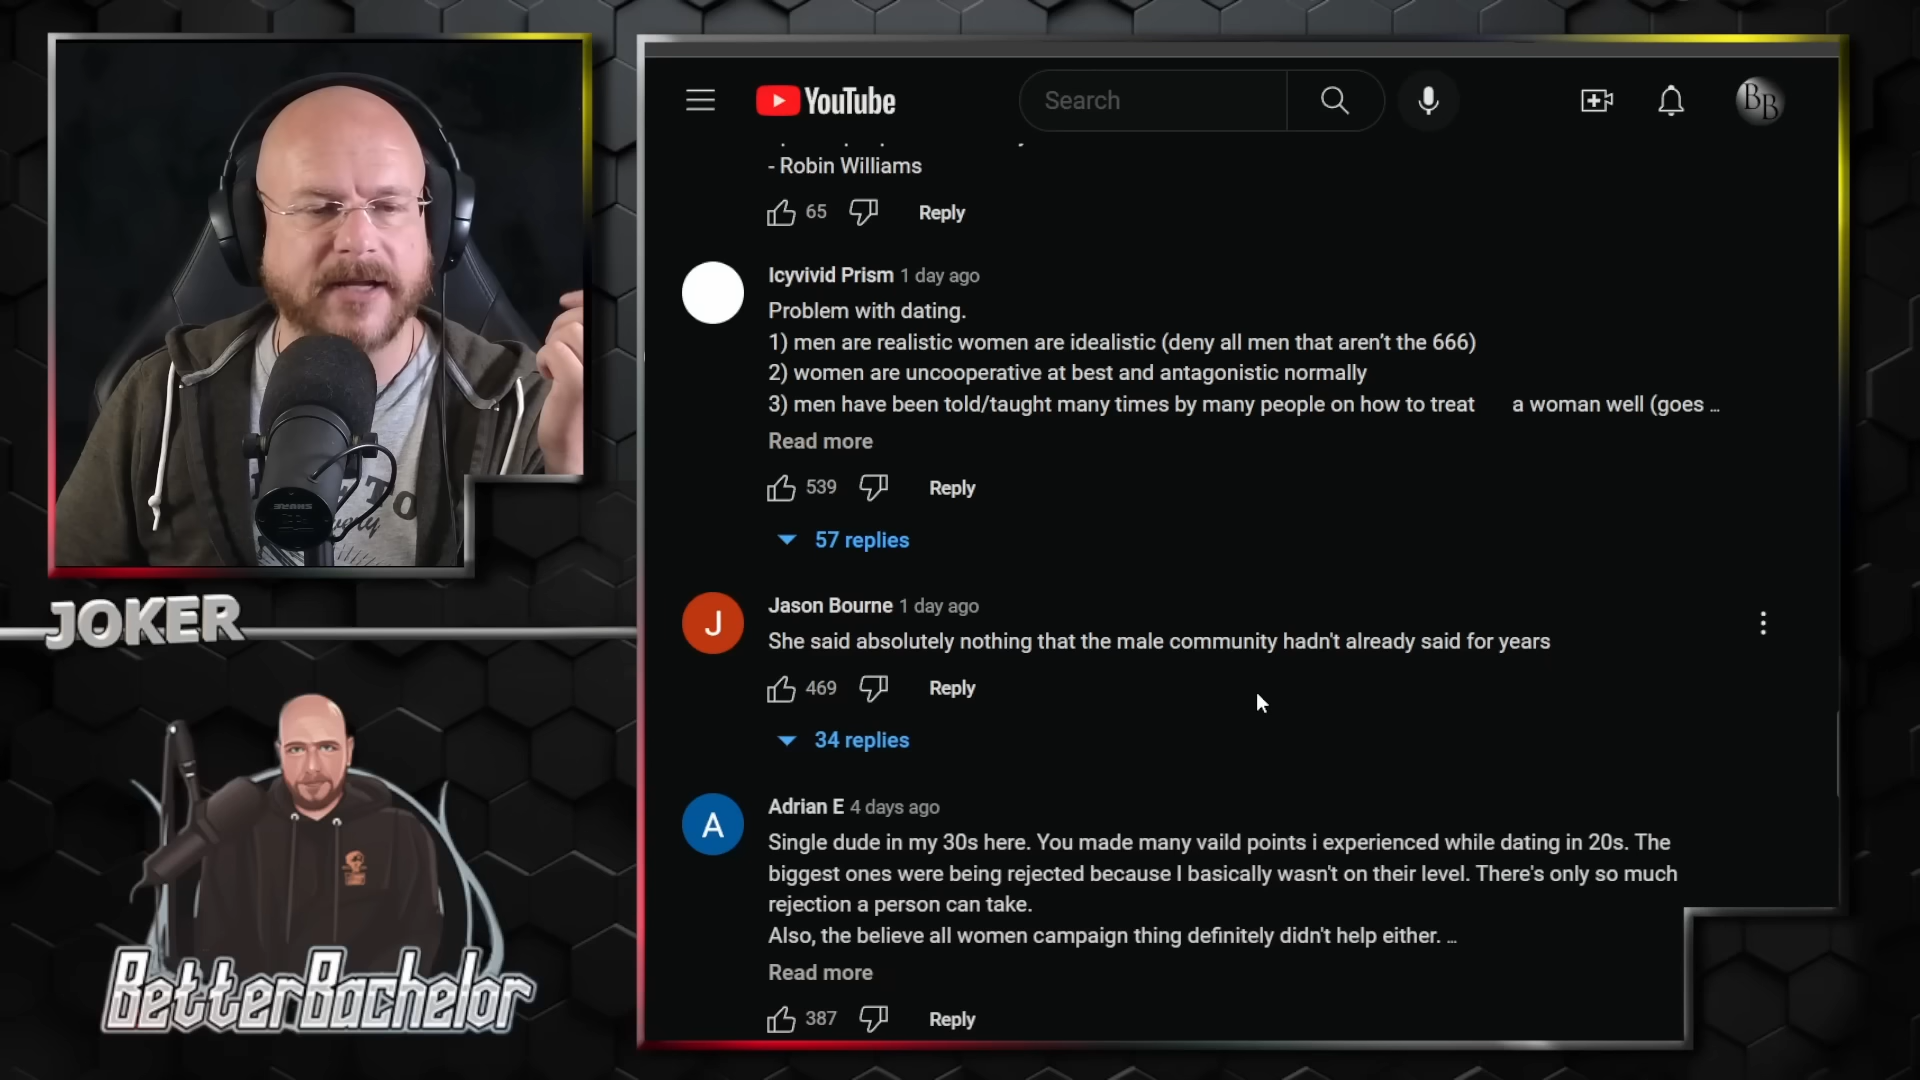 YouTube
Search
BB
- Robin Williams
65
Reply
Icyvivid Prism 1 day ago
Problem with dating.
1) men are realistic women are idealistic (deny all men that aren't the 666)
2) women are uncooperative at best and antagonistic normally
3) men have been told/taught many times by many people on how to treat a woman well (goes ...
Read more
539
Reply
57 replies
J
Jason Bourne 1 day ago
She said absolutely nothing that the male community hadn't already said for years
469
Reply
34 replies
A
Adrian E 4 days ago
Single dude in my 30s here. You made many vaild points i experienced while dating in 20s. The
biggest ones were being rejected because I basically wasn't on their level. There's only so much
rejection a person can take.
Also, the believe all women campaign thing definitely didn't help either. ...
Read more
387
Reply
TO
SHURE
JOKER
BetterBachelor